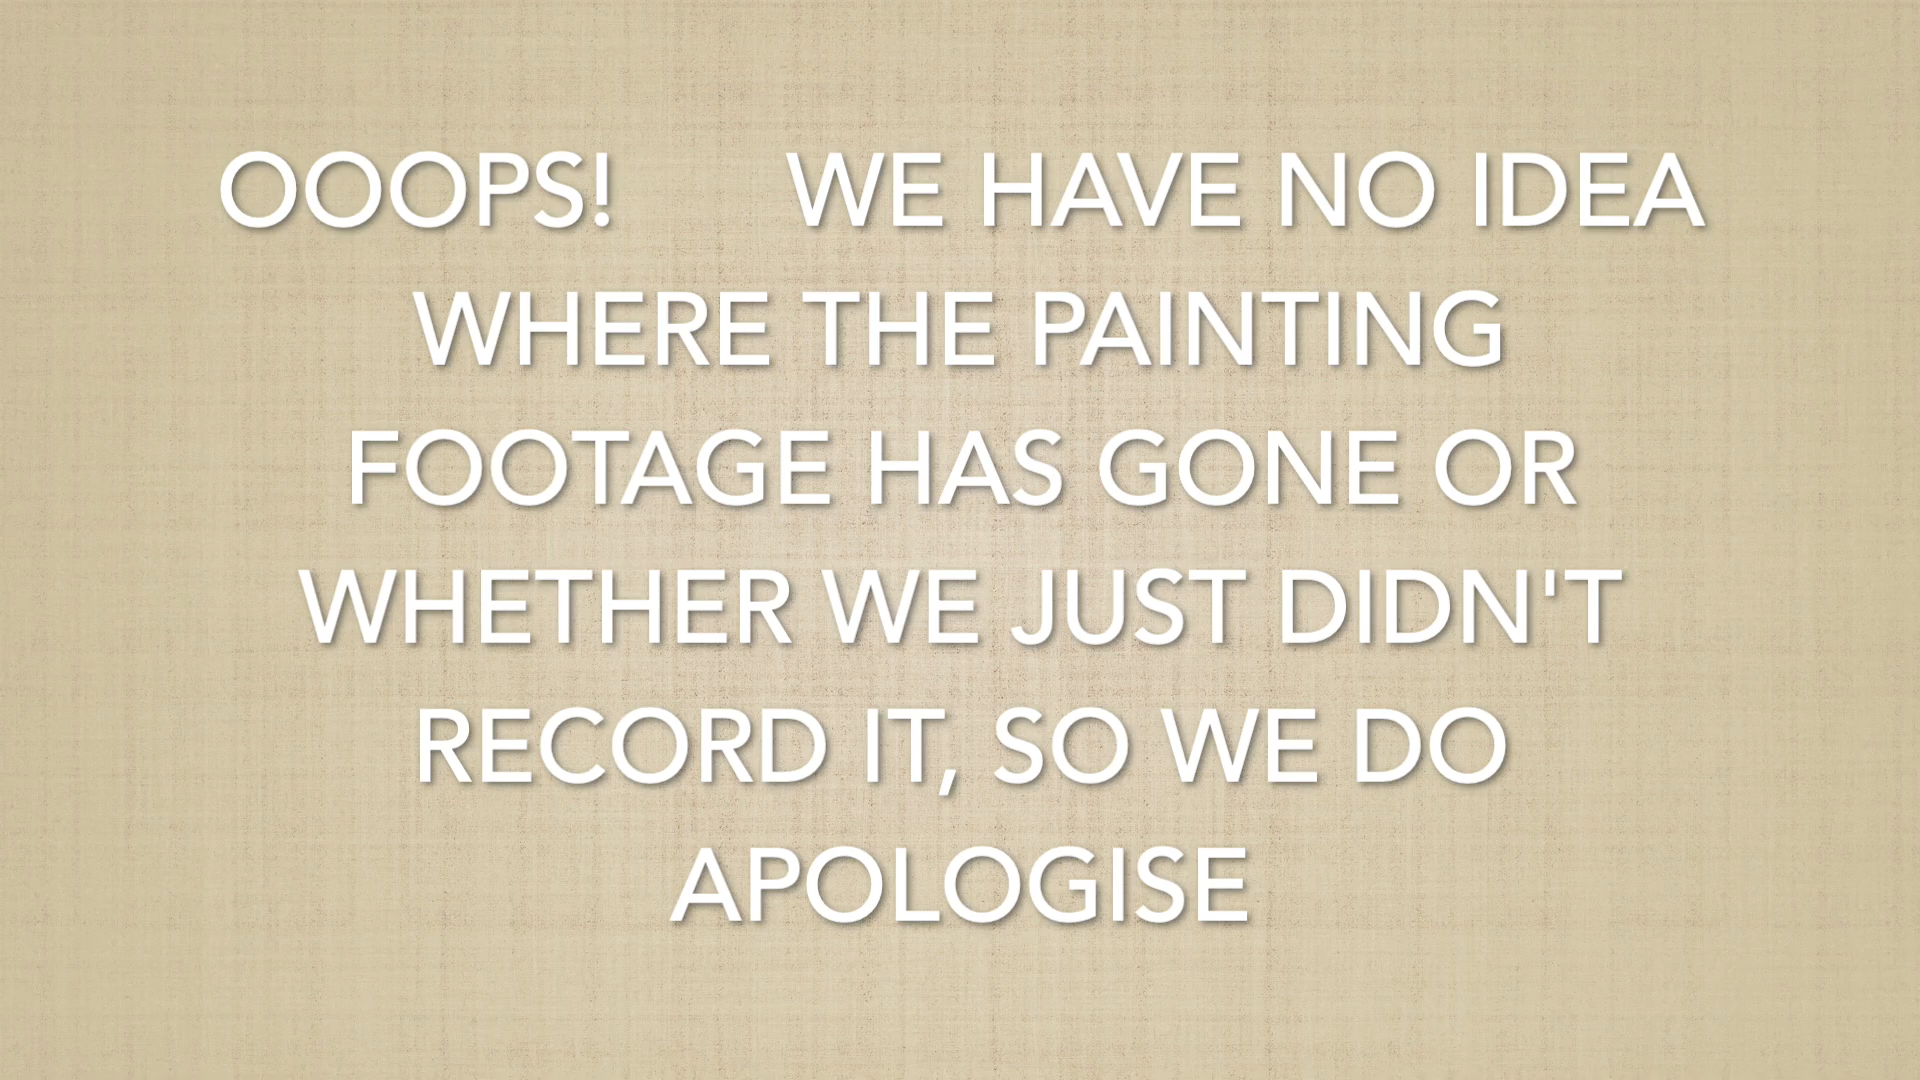 OOOPS! WE HAVE NO IDEA
WHERE THE PAINTING
FOOTAGE HAS GONE OR
WHETHER WE JUST DIDN'T
RECORD IT, SO WE DO
APOLOGISE